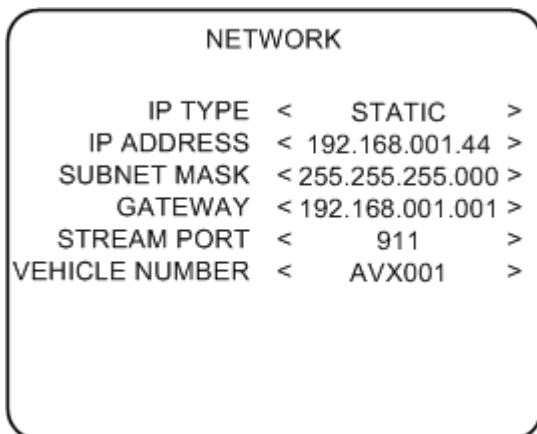 NETWORK
IP TYPE < STATIC >
IP ADDRESS < 192.168.001.44 >
SUBNET MASK < 255.255.255.000 >
GATEWAY < 192.168.001.001 >
STREAM PORT < 911 >
VEHICLE NUMBER < AVX001 >